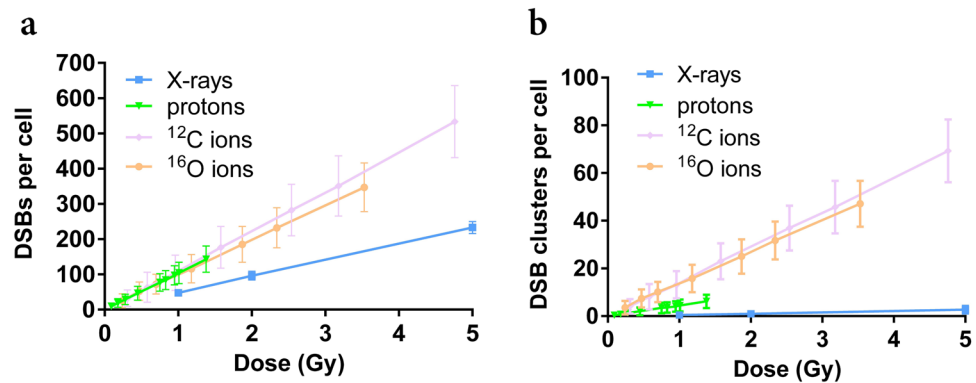 a
DSBs per cell
700
600
500
400
300
200
100
0
X-rays
protons
¹²C ions
¹⁶O ions
0 1 2 3 4 5
Dose (Gy)
b
DSB clusters per cell
100
80
60
40
20
0
X-rays
protons
¹²C ions
¹⁶O ions
0 1 2 3 4 5
Dose (Gy)